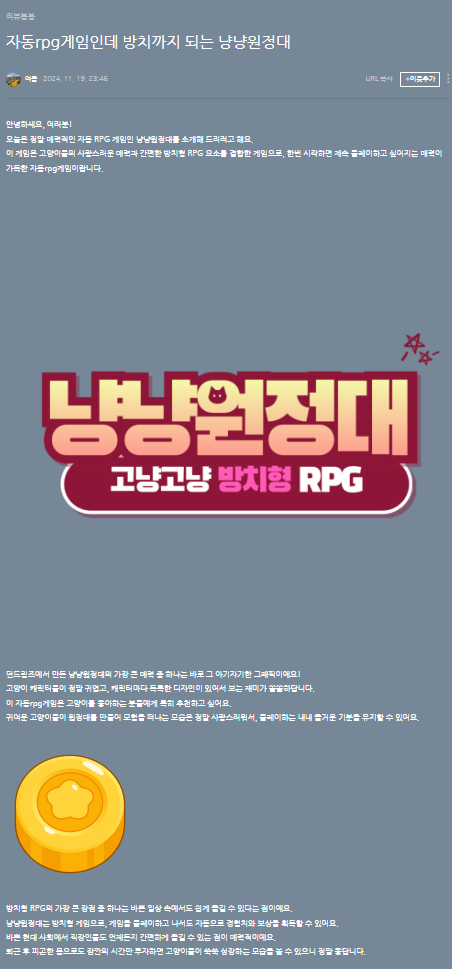 리뷰봉봉
자동rpg게임인데 방치까지 되는 냥냥원정대
여돌 · 2024. 11. 19. 23:46
URL 복사 +이웃추가
안녕하세요, 여러분!
오늘은 정말 매력적인 자동 RPG 게임인 냥냥원정대를 소개해 드리려고 해요.
이 게임은 고양이들의 사랑스러운 매력과 간편한 방치형 RPG 요소를 결합한 게임으로, 한번 시작하면 계속 플레이하고 싶어지는 매력이
가득한 자동rpg게임이랍니다.
냥냥원정대
고냥고냥 방치형 RPG
던드림즈에서 만든 냥냥원정대의 가장 큰 매력 중 하나는 바로 그 아기자기한 그래픽이에요!
고양이 캐릭터들이 정말 귀엽고, 캐릭터마다 독특한 디자인이 있어서 보는 재미가 쏠쏠하답니다.
이 자동rpg게임은 고양이를 좋아하는 분들에게 특히 추천하고 싶어요.
귀여운 고양이들이 원정대를 만들어 모험을 떠나는 모습은 정말 사랑스러워서, 플레이하는 내내 즐거운 기분을 유지할 수 있어요.
방치형 RPG의 가장 큰 장점 중 하나는 바쁜 일상 속에서도 쉽게 즐길 수 있다는 점이에요.
냥냥원정대는 방치형 게임으로, 게임을 플레이하고 나서도 자동으로 경험치와 보상을 획득할 수 있어요.
바쁜 현대 사회에서 직장인들도 언제든지 간편하게 즐길 수 있는 점이 매력적이에요.
퇴근 후 피곤한 몸으로도 잠깐의 시간만 투자하면 고양이들이 쑥쑥 성장하는 모습을 볼 수 있으니 정말 좋답니다.